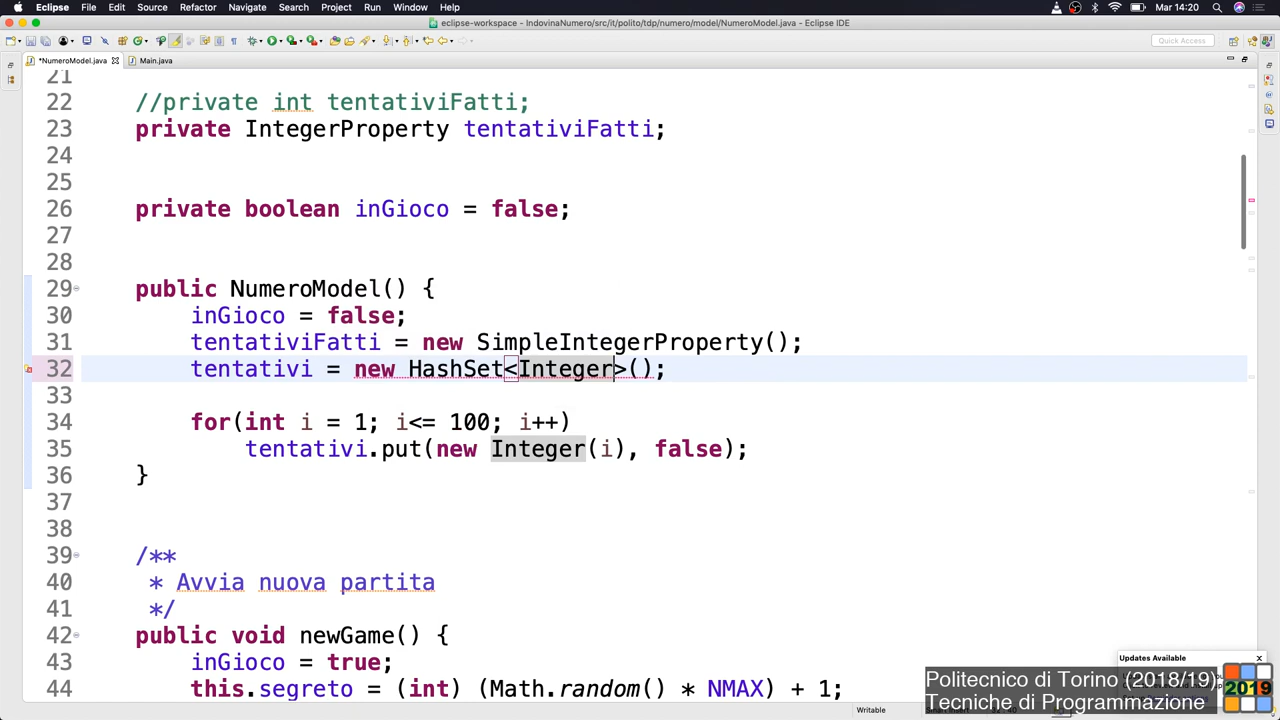 Eclipse File Edit Source Refactor Navigate Search Project Run Window Help Mar 14:20
eclipse-workspace - IndovinaNumero/src/it/polito/tdp/numero/model/NumeroModel.java - Eclipse IDE
Quick Access
*NumeroModel.java Main.java
21
22 //private int tentativiFatti;
23 private IntegerProperty tentativiFatti;
24
25
26 private boolean inGioco = false;
27
28
29 public NumeroModel() {
30 inGioco = false;
31 tentativiFatti = new SimpleIntegerProperty();
32 tentativi = new HashSet<Integer>();
33
34 for(int i = 1; i<= 100; i++)
35 tentativi.put(new Integer(i), false);
36 }
37
38
39 /**
40 * Avvia nuova partita
41 */
42 public void newGame() {
43 inGioco = true;
44 this.segreto = (int) (Math.random() * NMAX) + 1;
Updates Available
Politecnico di Torino (2018/19)
Tecniche di Programmazione
2019
Writable